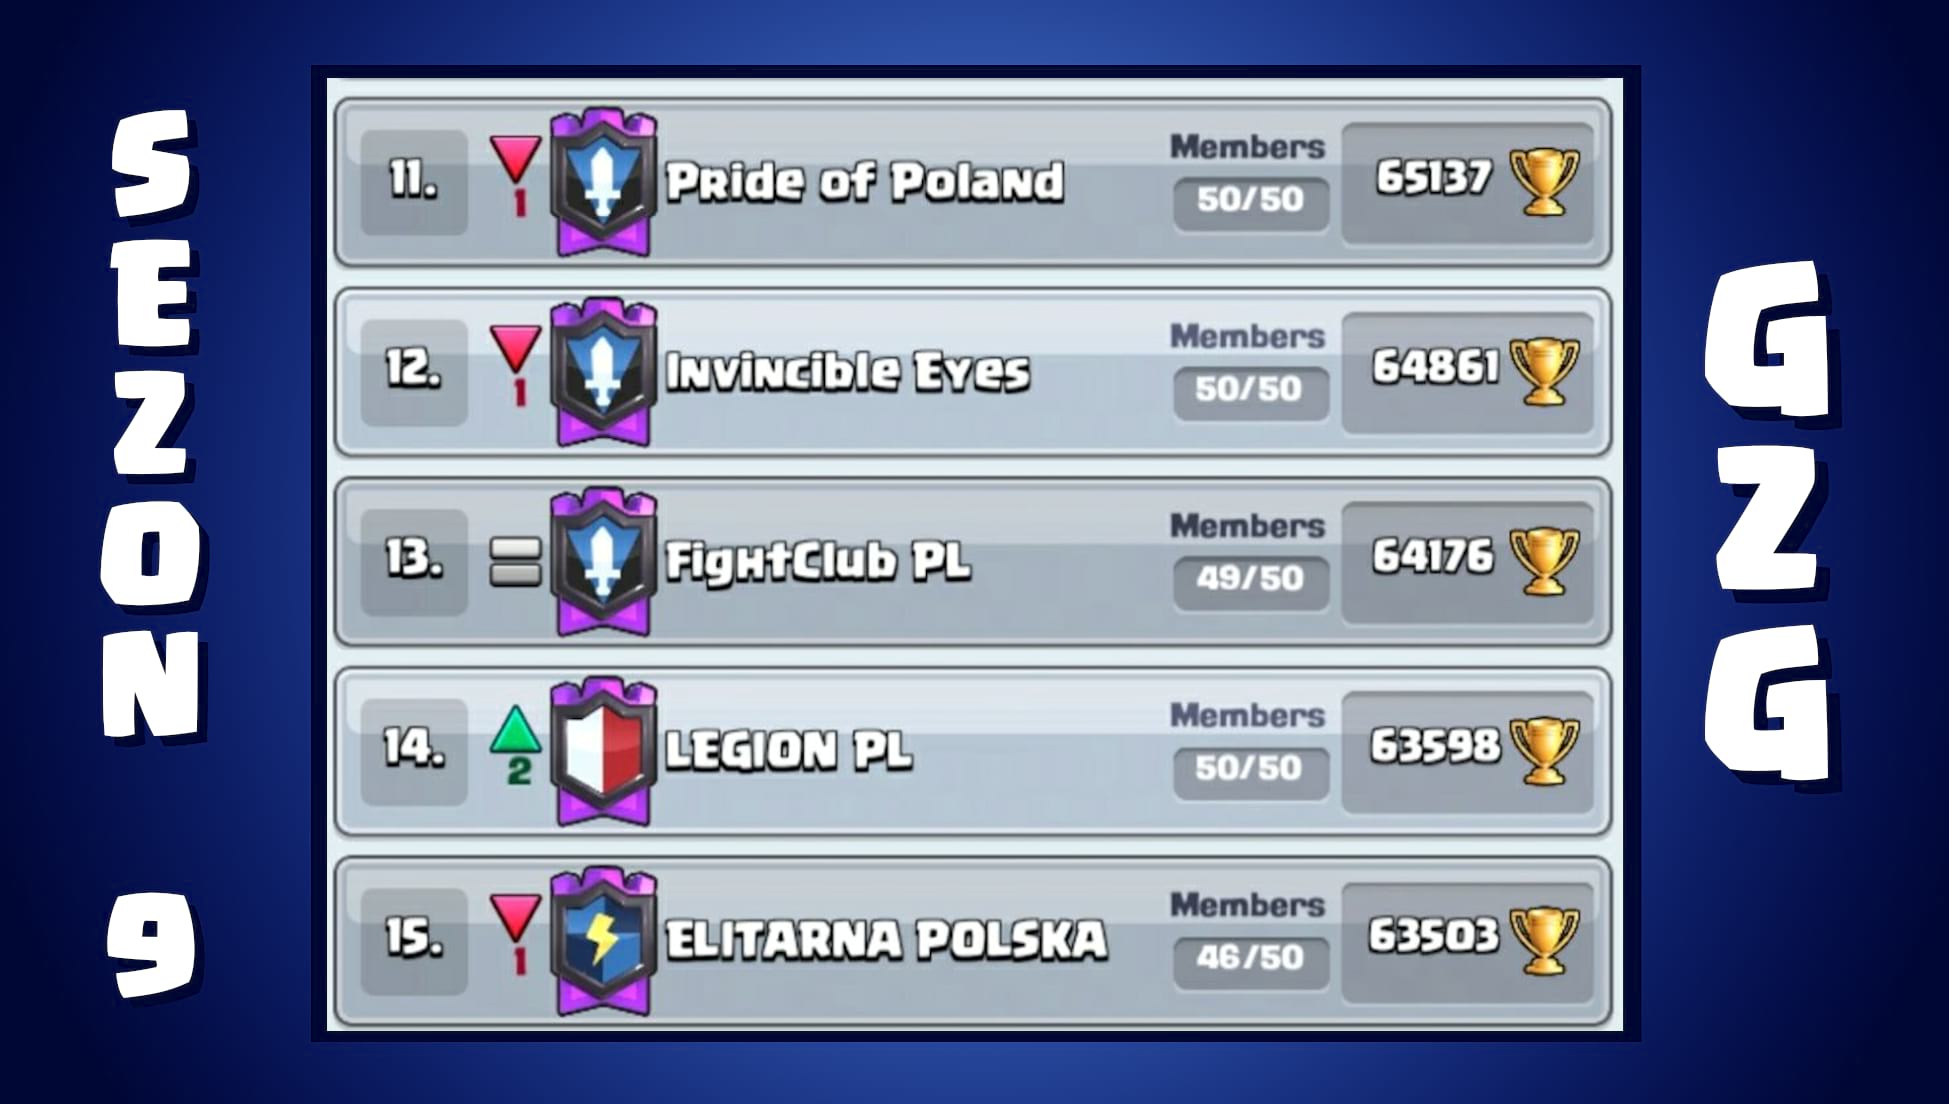 SEZON 9
11.
1
Pride of Poland
Members
50/50
65137
12.
1
Invincible Eyes
Members
50/50
64861
13.
FightClub PL
Members
49/50
64176
14.
2
LEGION PL
Members
50/50
63598
15.
1
ELITARNA POLSKA
Members
46/50
63503
GZG